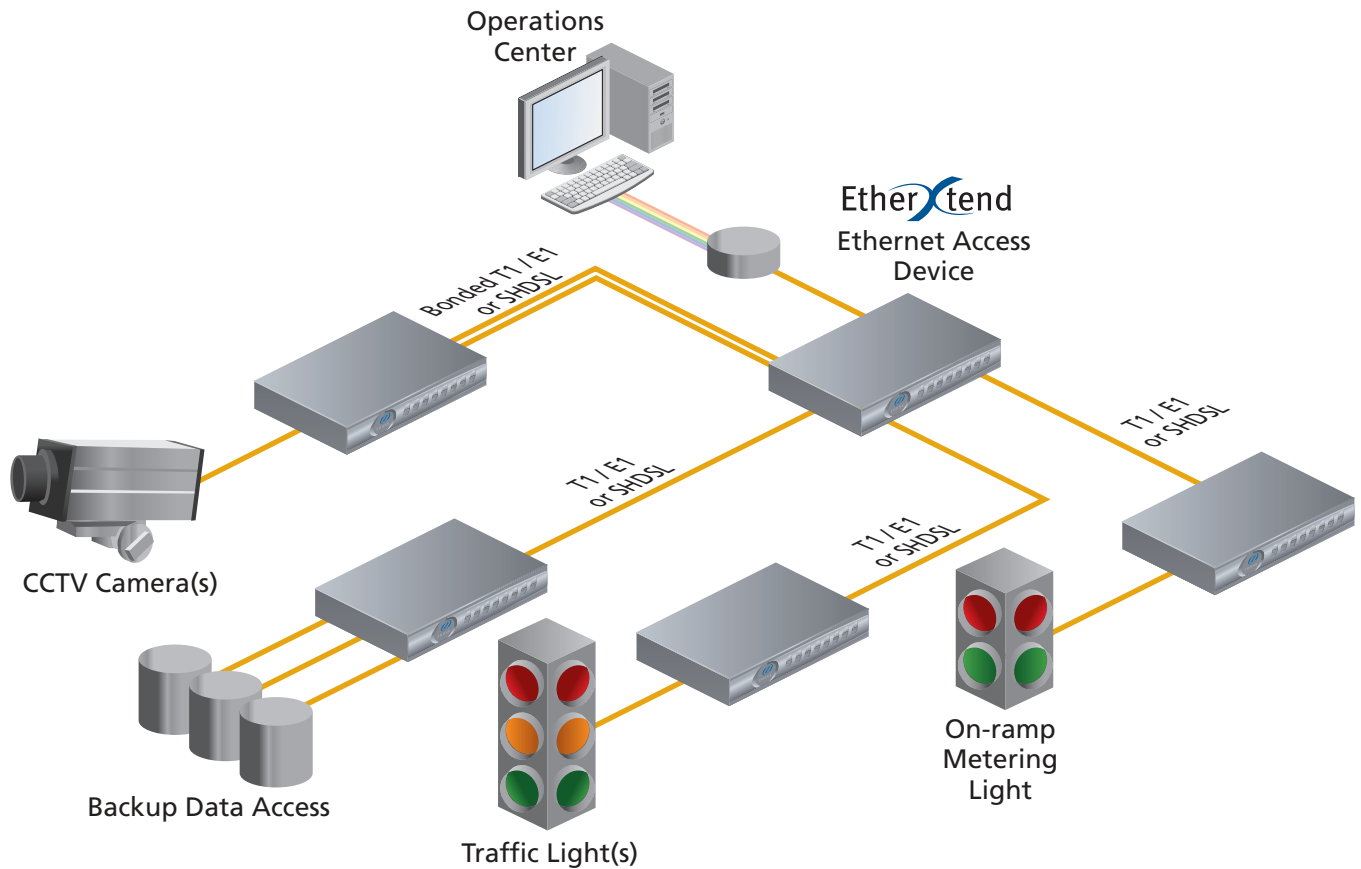 Operations
Center
EtherXtend
Ethernet Access
Device
Bonded T1 / E1
or SHDSL
T1 / E1
or SHDSL
T1 / E1
or SHDSL
T1 / E1
or SHDSL
CCTV Camera(s)
On-ramp
Metering
Light
Backup Data Access
Traffic Light(s)